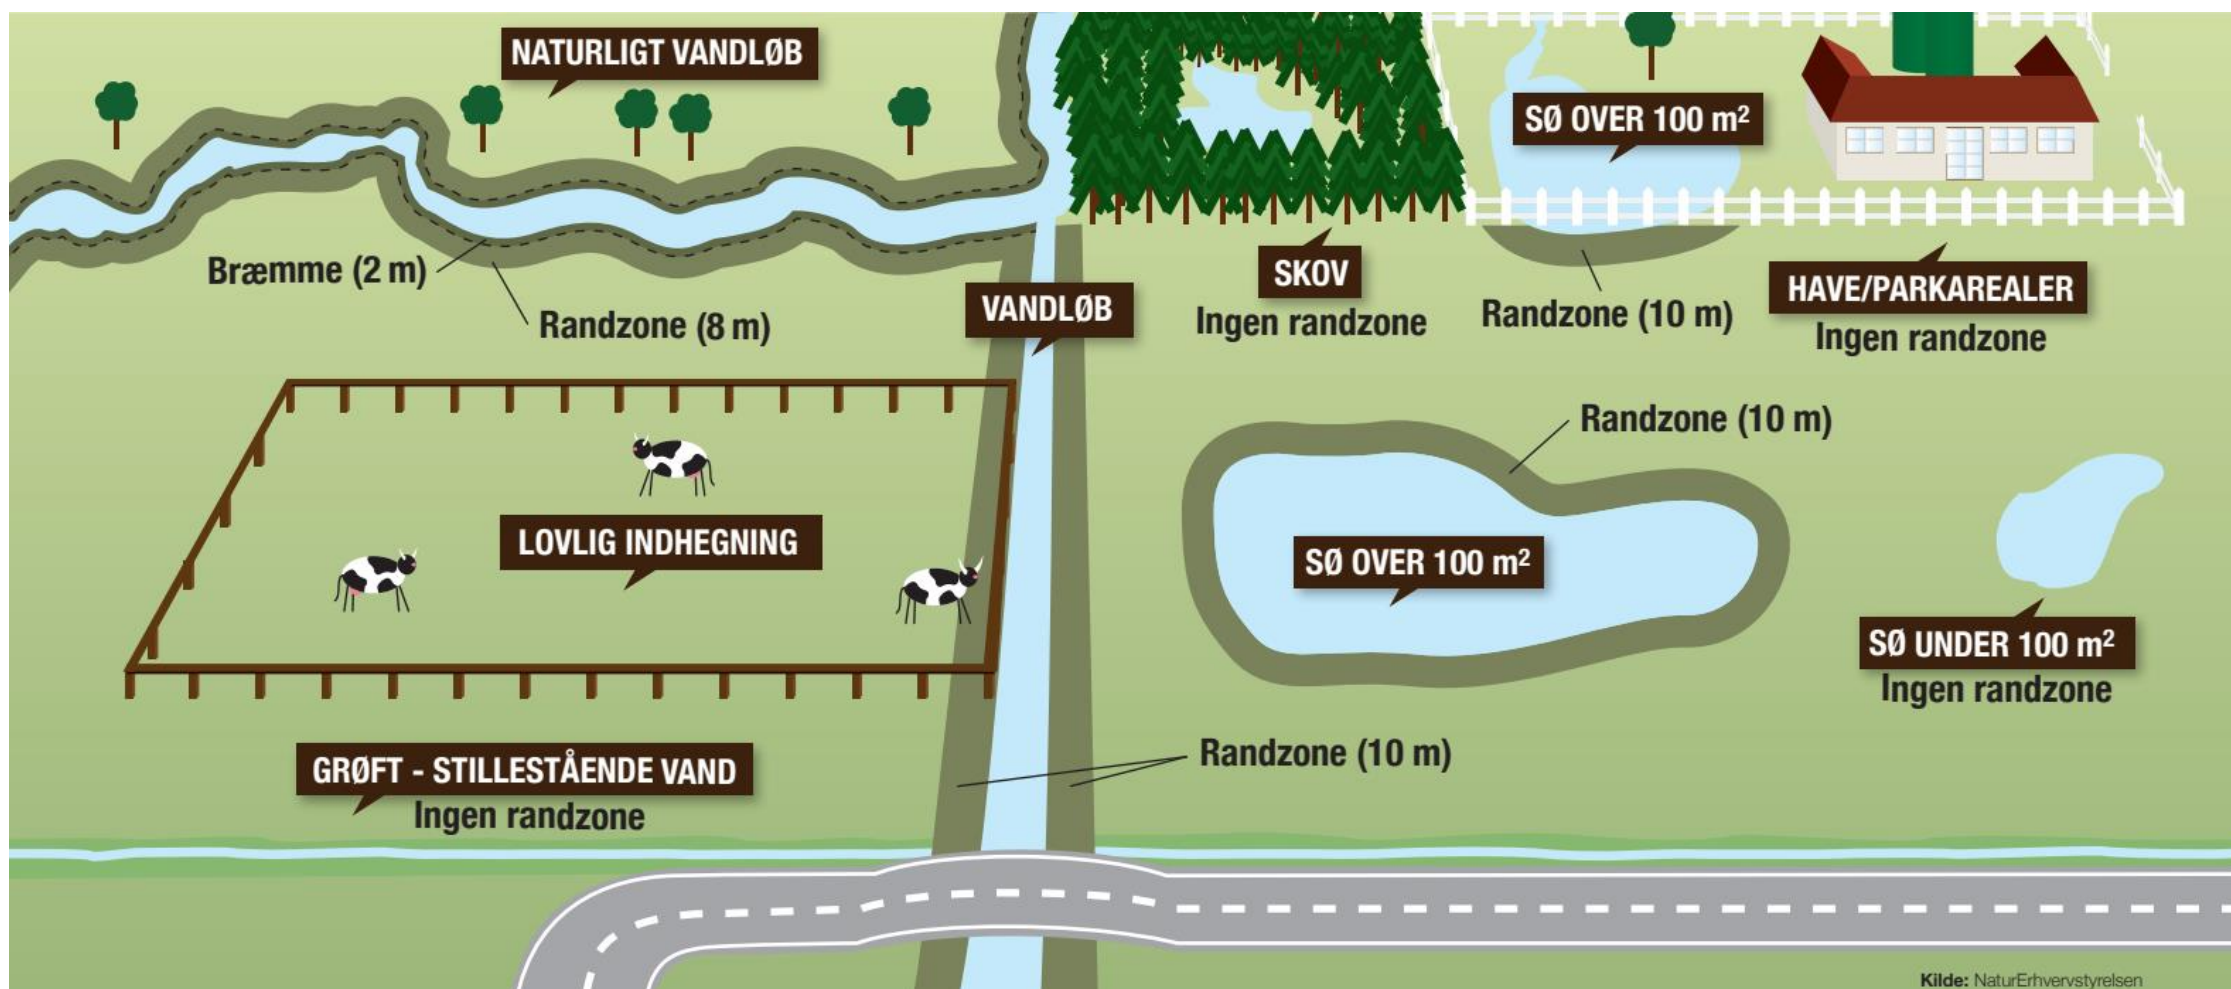 NATURLIGT VANDLØB
SØ OVER 100 m²
Bræmme (2 m)
Randzone (8 m)
VANDLØB
SKOV
Ingen randzone
Randzone (10 m)
HAVE/PARKAREALER
Ingen randzone
Randzone (10 m)
LOVLIG INDHEGNING
SØ OVER 100 m²
SØ UNDER 100 m²
Ingen randzone
GRØFT - STILLESTÅENDE VAND
Ingen randzone
Randzone (10 m)
Kilde: NaturErhvervstyrelsen